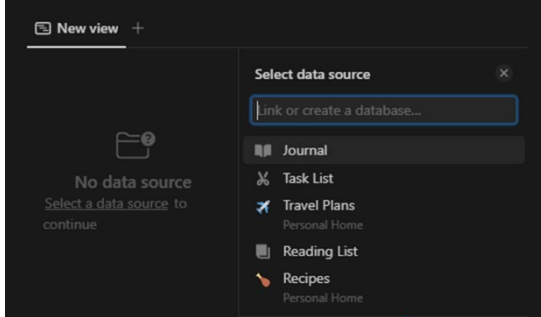 New view
No data source
Select a data source to
continue
Select data source
Link or create a database...
Journal
Task List
Travel Plans
Personal Home
Reading List
Recipes
Personal Home